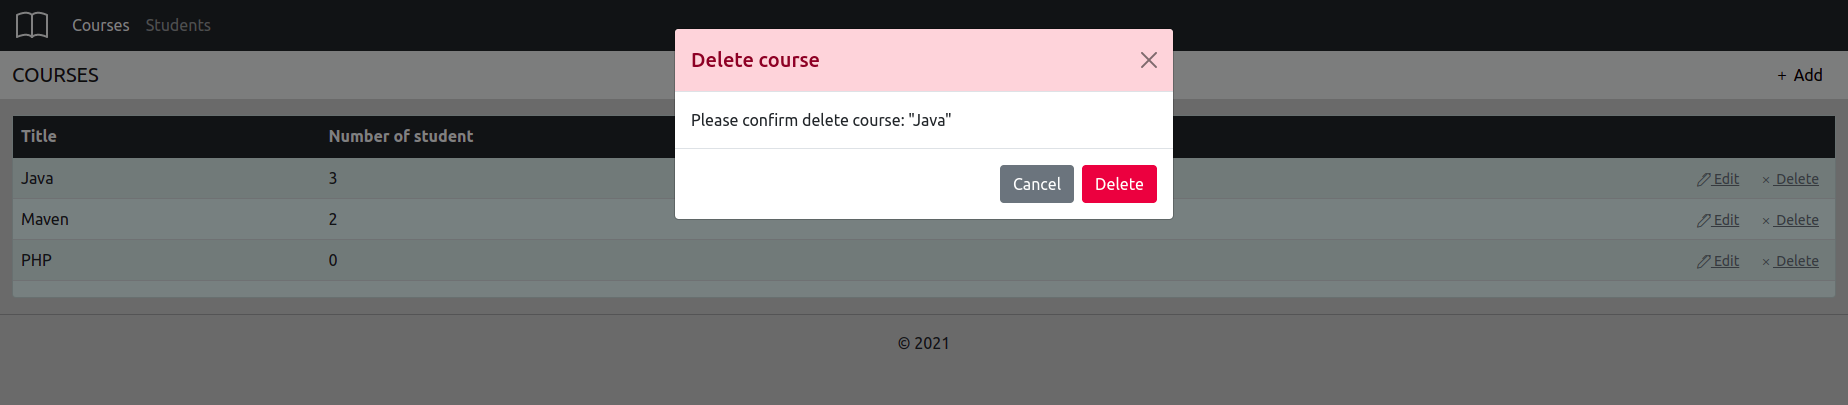 Courses Students
Delete course
COURSES
+ Add
Please confirm delete course: "Java"
Title Number of student
Cancel Delete
Java 3 Edit × Delete
Maven 2 Edit × Delete
PHP 0 Edit × Delete
© 2021